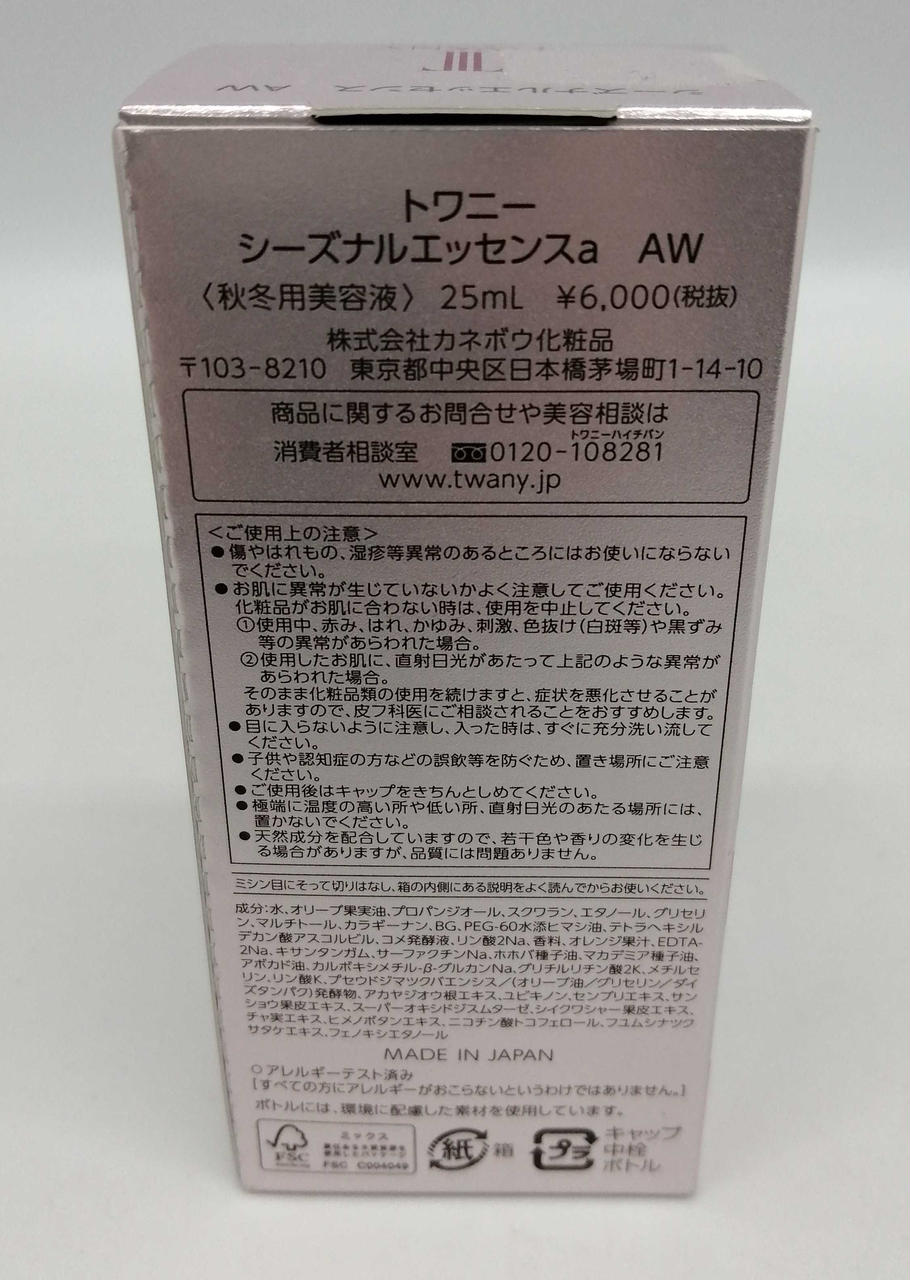 シーズナルエッセンス AW
トワニー
シーズナルエッセンスa AW
〈秋冬用美容液〉 25mL ¥6,000(税抜)
株式会社カネボウ化粧品
〒103-8210 東京都中央区日本橋茅場町1-14-10
商品に関するお問合せや美容相談は
トワニーハイチバン
消費者相談室 0120-108281
www.twany.jp
<ご使用上の注意>
●傷やはれもの、湿疹等異常のあるところにはお使いにならない
でください。
●お肌に異常が生じていないかよく注意してご使用ください。
化粧品がお肌に合わない時は、使用を中止してください。
①使用中、赤み、はれ、かゆみ、刺激、色抜け(白斑等)や黒ずみ
等の異常があらわれた場合。
②使用したお肌に、直射日光があたって上記のような異常が
あらわれた場合。
そのまま化粧品類の使用を続けますと、症状を悪化させることが
ありますので、皮フ科医にご相談されることをおすすめします。
●目に入らないように注意し、入った時は、すぐに充分洗い流して
ください。
●子供や認知症の方などの誤飲等を防ぐため、置き場所にご注意
ください。
●ご使用後はキャップをきちんとしめてください。
●極端に温度の高い所や低い所、直射日光のあたる場所には、
置かないでください。
●天然成分を配合していますので、若干色や香りの変化を生じ
る場合がありますが、品質には問題ありません。
ミシン目にそって切りはなし、箱の内側にある説明をよく読んでからお使いください。
成分:水、オリーブ果実油、プロパンジオール、スクワラン、エタノール、グリセリ
ン、マルチトール、カラギーナン、BG、PEG-60水添ヒマシ油、テトラヘキシル
デカン酸アスコルビル、コメ発酵液、リン酸2Na、香料、オレンジ果汁、EDTA-
2Na、キサンタンガム、サーファクチンNa、ホホバ種子油、マカデミア種子油、
アボカド油、カルボキシメチル-β-グルカンNa、グリチルリチン酸2K、メチルセ
リン、リン酸K、プセウドジマツクバエンシス/(オリーブ油/グリセリン/ダイ
ズタンパク)発酵物、アカヤジオウ根エキス、ユビキノン、センブリエキス、サン
ショウ果皮エキス、スーパーオキシドジスムターゼ、シイクワシャー果皮エキス、
チャ実エキス、ヒメノボタンエキス、ニコチン酸トコフェロール、フユムシナツク
サタケエキス、フェノキシエタノール
MADE IN JAPAN
○アレルギーテスト済み
[すべての方にアレルギーがおこらないというわけではありません。]
ボトルには、環境に配慮した素材を使用しています。
FSC
ミックス
責任ある木質資源を
使用したパッケージ
FSC C004049
紙 箱
プラ
キャップ
中栓
ボトル